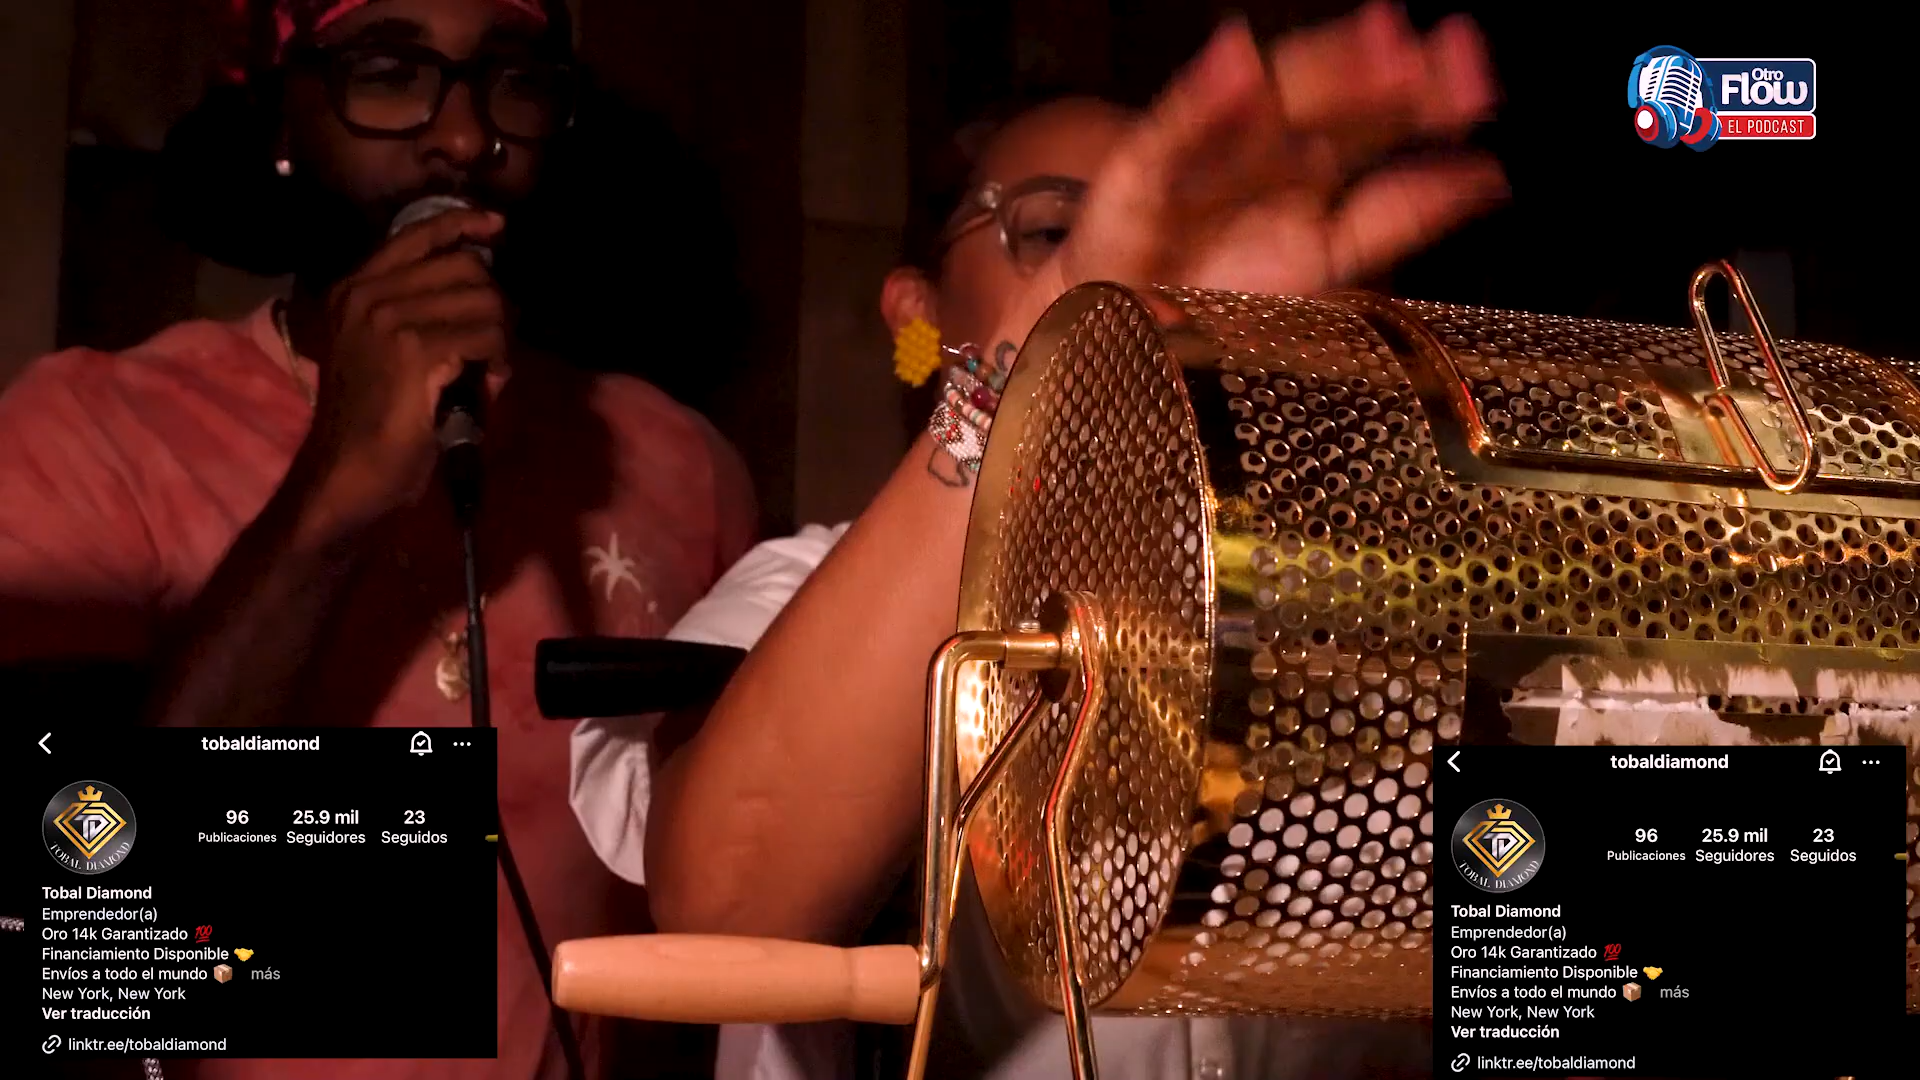 Otro
Flow
EL PODCAST
tobaldiamond
96
25.9 mil
23
Publicaciones
Seguidores
Seguidos
TD
TOBAL DIAMOND
Tobal Diamond
Emprendedor(a)
Oro 14k Garantizado 💯
Financiamiento Disponible 🤝
Envíos a todo el mundo 📦 más
New York, New York
Ver traducción
linktr.ee/tobaldiamond
tobaldiamond
96
25.9 mil
23
Publicaciones
Seguidores
Seguidos
TD
TOBAL DIAMOND
Tobal Diamond
Emprendedor(a)
Oro 14k Garantizado 💯
Financiamiento Disponible 🤝
Envíos a todo el mundo 📦 más
New York, New York
Ver traducción
linktr.ee/tobaldiamond